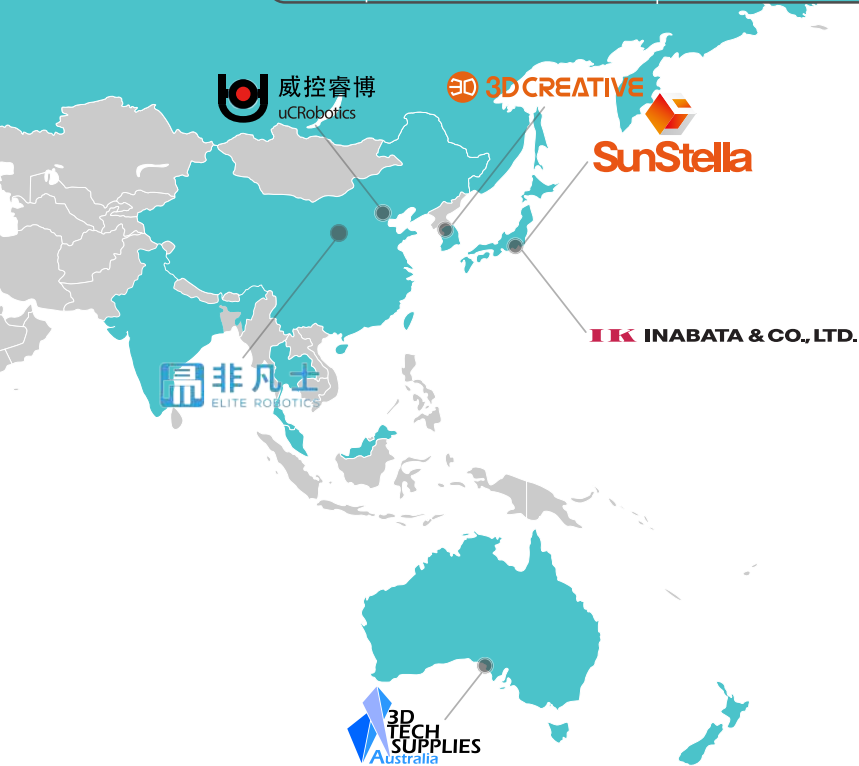 威控睿博
uCRobotics
3D CREATIVE
SunStella
IK INABATA & CO., LTD.
非凡士
ELITE ROBOTICS
3D
TECH
SUPPLIES
Australia